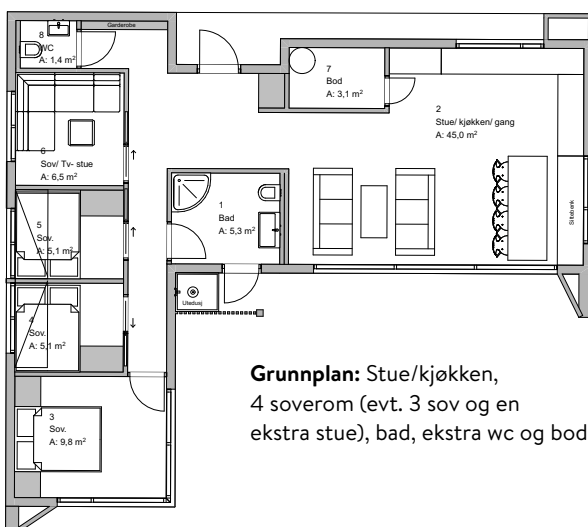 Garderobe
8
WC
A: 1,4 m²
7
Bod
A: 3,1 m²
2
Stue/ kjøkken/ gang
A: 45,0 m²
6
Sov/ Tv- stue
A: 6,5 m²
1
Bad
A: 5,3 m²
5
Sov.
A: 5,1 m²
Sittebenk
Utedusj
4
Sov.
A: 5,1 m²
3
Sov.
A: 9,8 m²
Grunnplan: Stue/kjøkken,
4 soverom (evt. 3 sov og en
ekstra stue), bad, ekstra wc og bod